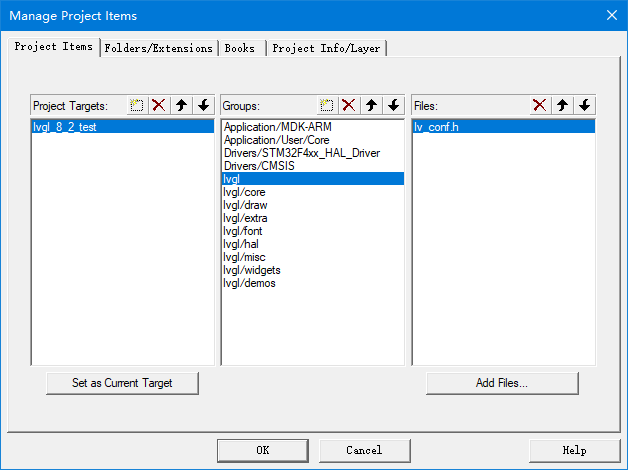 Manage Project Items
Project Items
Folders/Extensions
Books
Project Info/Layer
Project Targets:
lvgl_8_2_test
Set as Current Target
Groups:
Application/MDK-ARM
Application/User/Core
Drivers/STM32F4xx_HAL_Driver
Drivers/CMSIS
lvgl
lvgl/core
lvgl/draw
lvgl/extra
lvgl/font
lvgl/hal
lvgl/misc
lvgl/widgets
lvgl/demos
Files:
lv_conf.h
Add Files...
OK
Cancel
Help